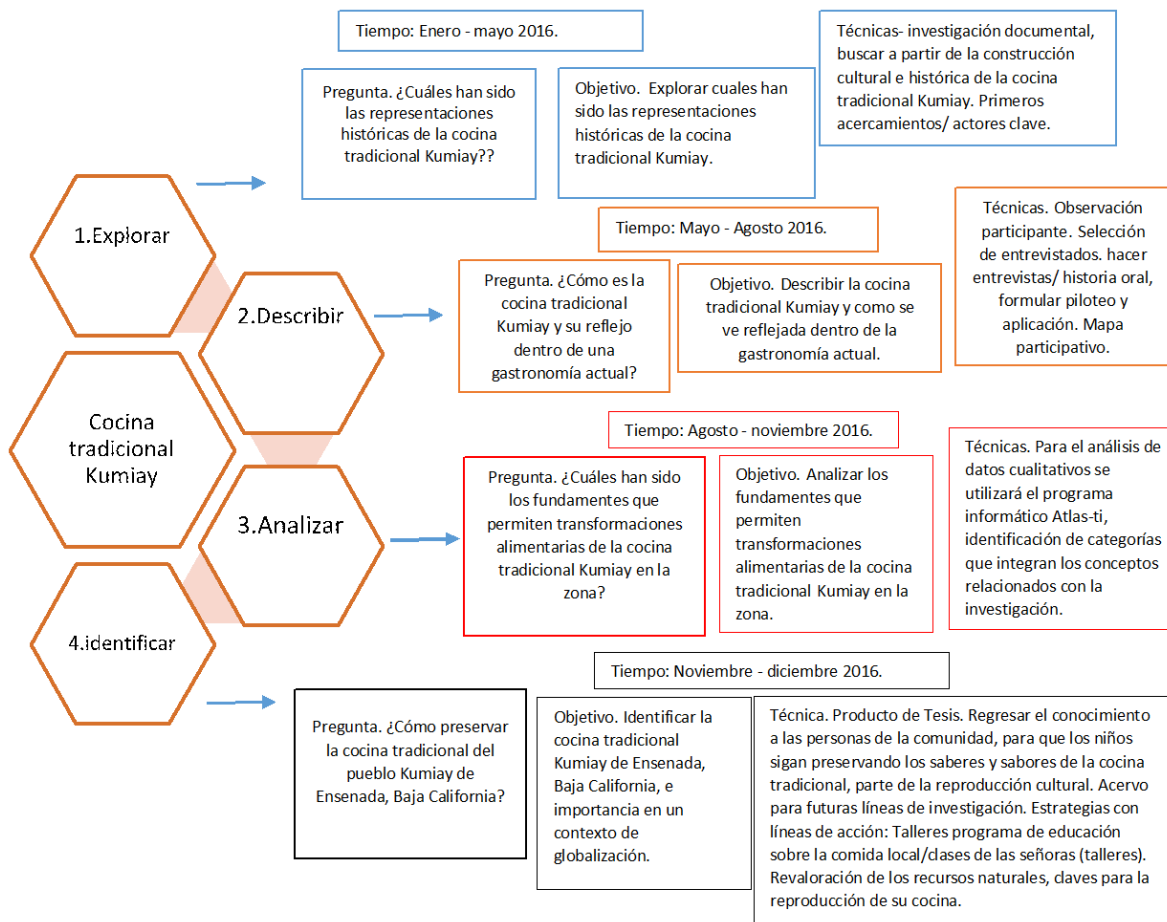 Tiempo: Enero - mayo 2016.
Pregunta. ¿Cuáles han sido
las representaciones
históricas de la cocina
tradicional Kumiay??
Objetivo. Explorar cuales han
sido las representaciones
históricas de la cocina
tradicional Kumiay.
Técnicas- investigación documental,
buscar a partir de la construcción
cultural e histórica de la cocina
tradicional Kumiay. Primeros
acercamientos/ actores clave.
1.Explorar
Tiempo: Mayo - Agosto 2016.
2.Describir
Pregunta. ¿Cómo es la
cocina tradicional
Kumiay y su reflejo
dentro de una
gastronomía actual?
Objetivo. Describir la cocina
tradicional Kumiay y como se
ve reflejada dentro de la
gastronomía actual.
Técnicas. Observación
participante. Selección
de entrevistados. hacer
entrevistas/ historia oral,
formular piloteo y
aplicación. Mapa
participativo.
Cocina
tradicional
Kumiay
Tiempo: Agosto - noviembre 2016.
3.Analizar
Pregunta. ¿Cuáles han sido
los fundamentes que
permiten transformaciones
alimentarias de la cocina
tradicional Kumiay en la
zona?
Objetivo. Analizar los
fundamentes que
permiten
transformaciones
alimentarias de la cocina
tradicional Kumiay en la
zona.
Técnicas. Para el análisis de
datos cualitativos se
utilizará el programa
informático Atlas-ti,
identificación de categorías
que integran los conceptos
relacionados con la
investigación.
4.identificar
Tiempo: Noviembre - diciembre 2016.
Pregunta. ¿Cómo preservar
la cocina tradicional del
pueblo Kumiay de
Ensenada, Baja California?
Objetivo. Identificar la
cocina tradicional
Kumiay de Ensenada,
Baja California, e
importancia en un
contexto de
globalización.
Técnica. Producto de Tesis. Regresar el conocimiento
a las personas de la comunidad, para que los niños
sigan preservando los saberes y sabores de la cocina
tradicional, parte de la reproducción cultural. Acervo
para futuras líneas de investigación. Estrategias con
líneas de acción: Talleres programa de educación
sobre la comida local/clases de las señoras (talleres).
Revaloración de los recursos naturales, claves para la
reproducción de su cocina.